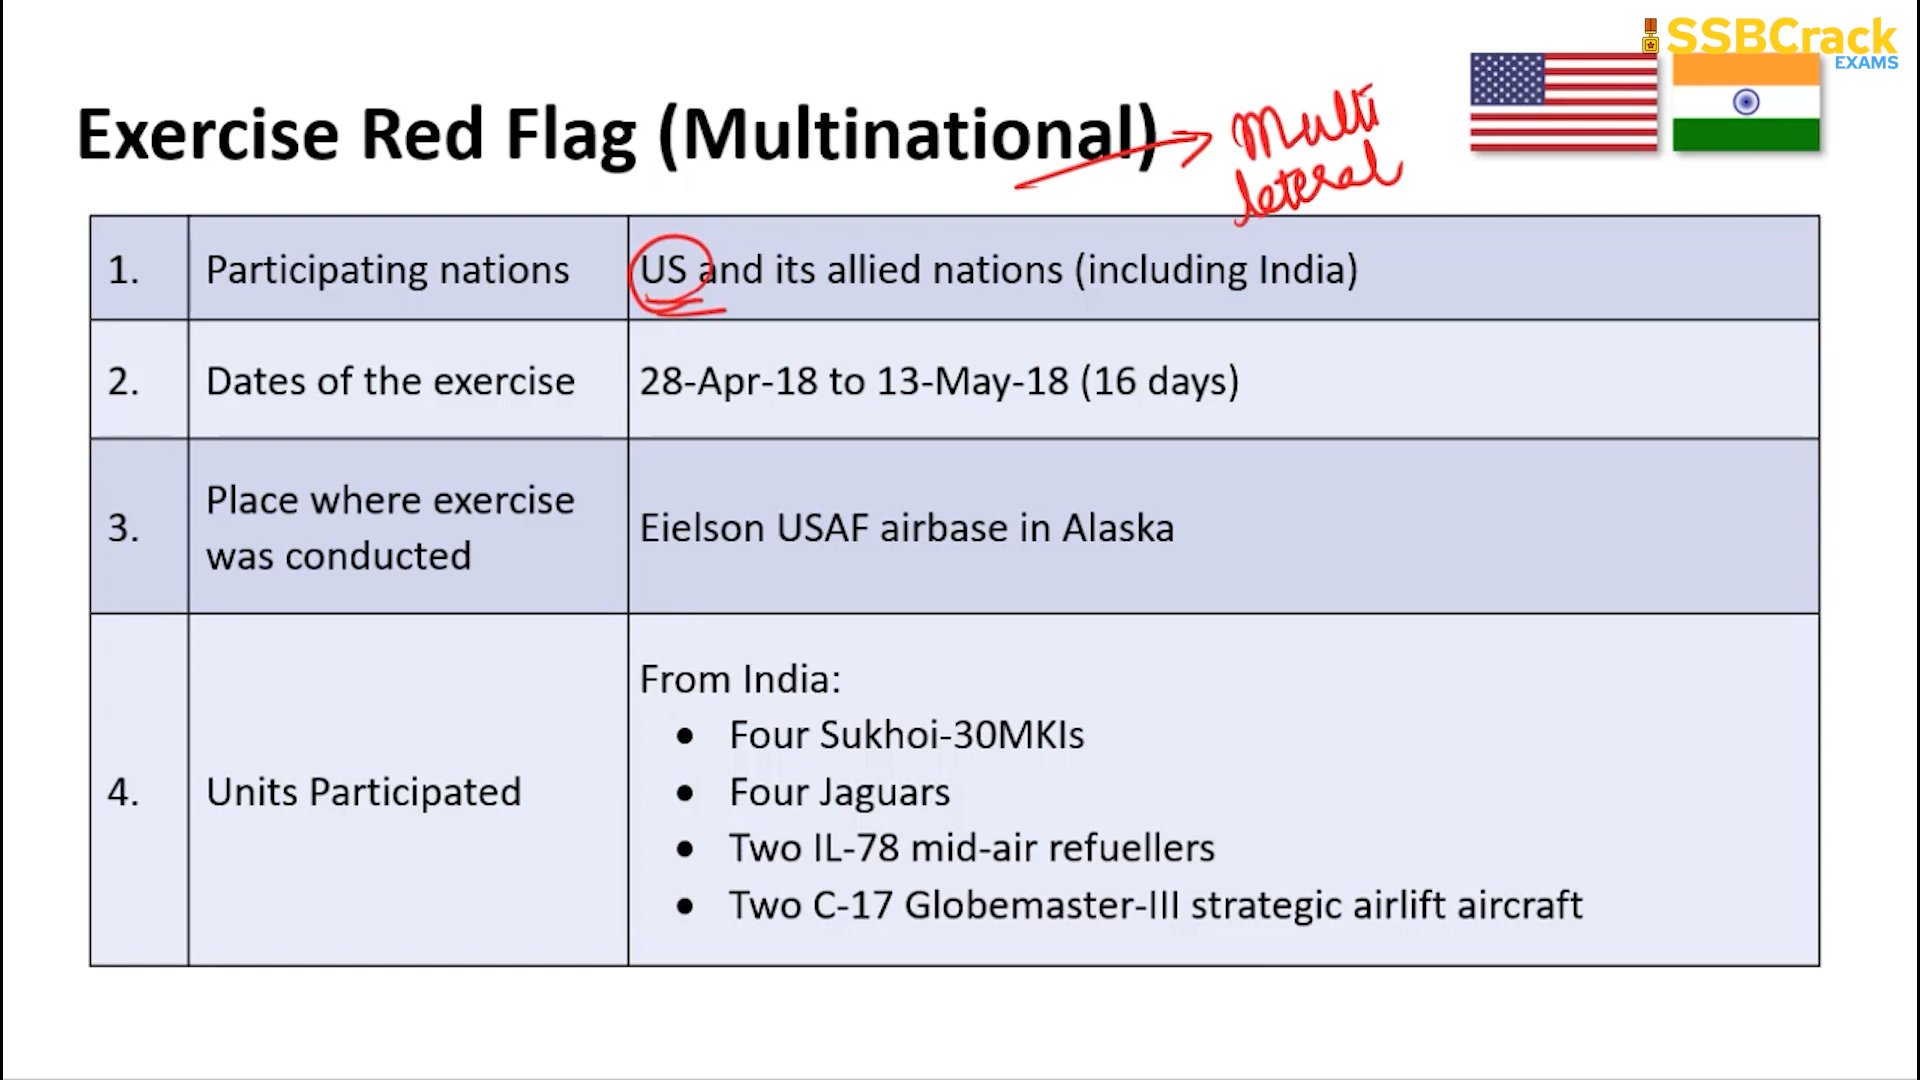 SSBCrack
EXAMS
Exercise Red Flag (Multinational)
Multi
lateral
1. Participating nations US and its allied nations (including India)
2. Dates of the exercise 28-Apr-18 to 13-May-18 (16 days)
3. Place where exercise
was conducted Eielson USAF airbase in Alaska
4. Units Participated From India:
• Four Sukhoi-30MKIs
• Four Jaguars
• Two IL-78 mid-air refuellers
• Two C-17 Globemaster-III strategic airlift aircraft